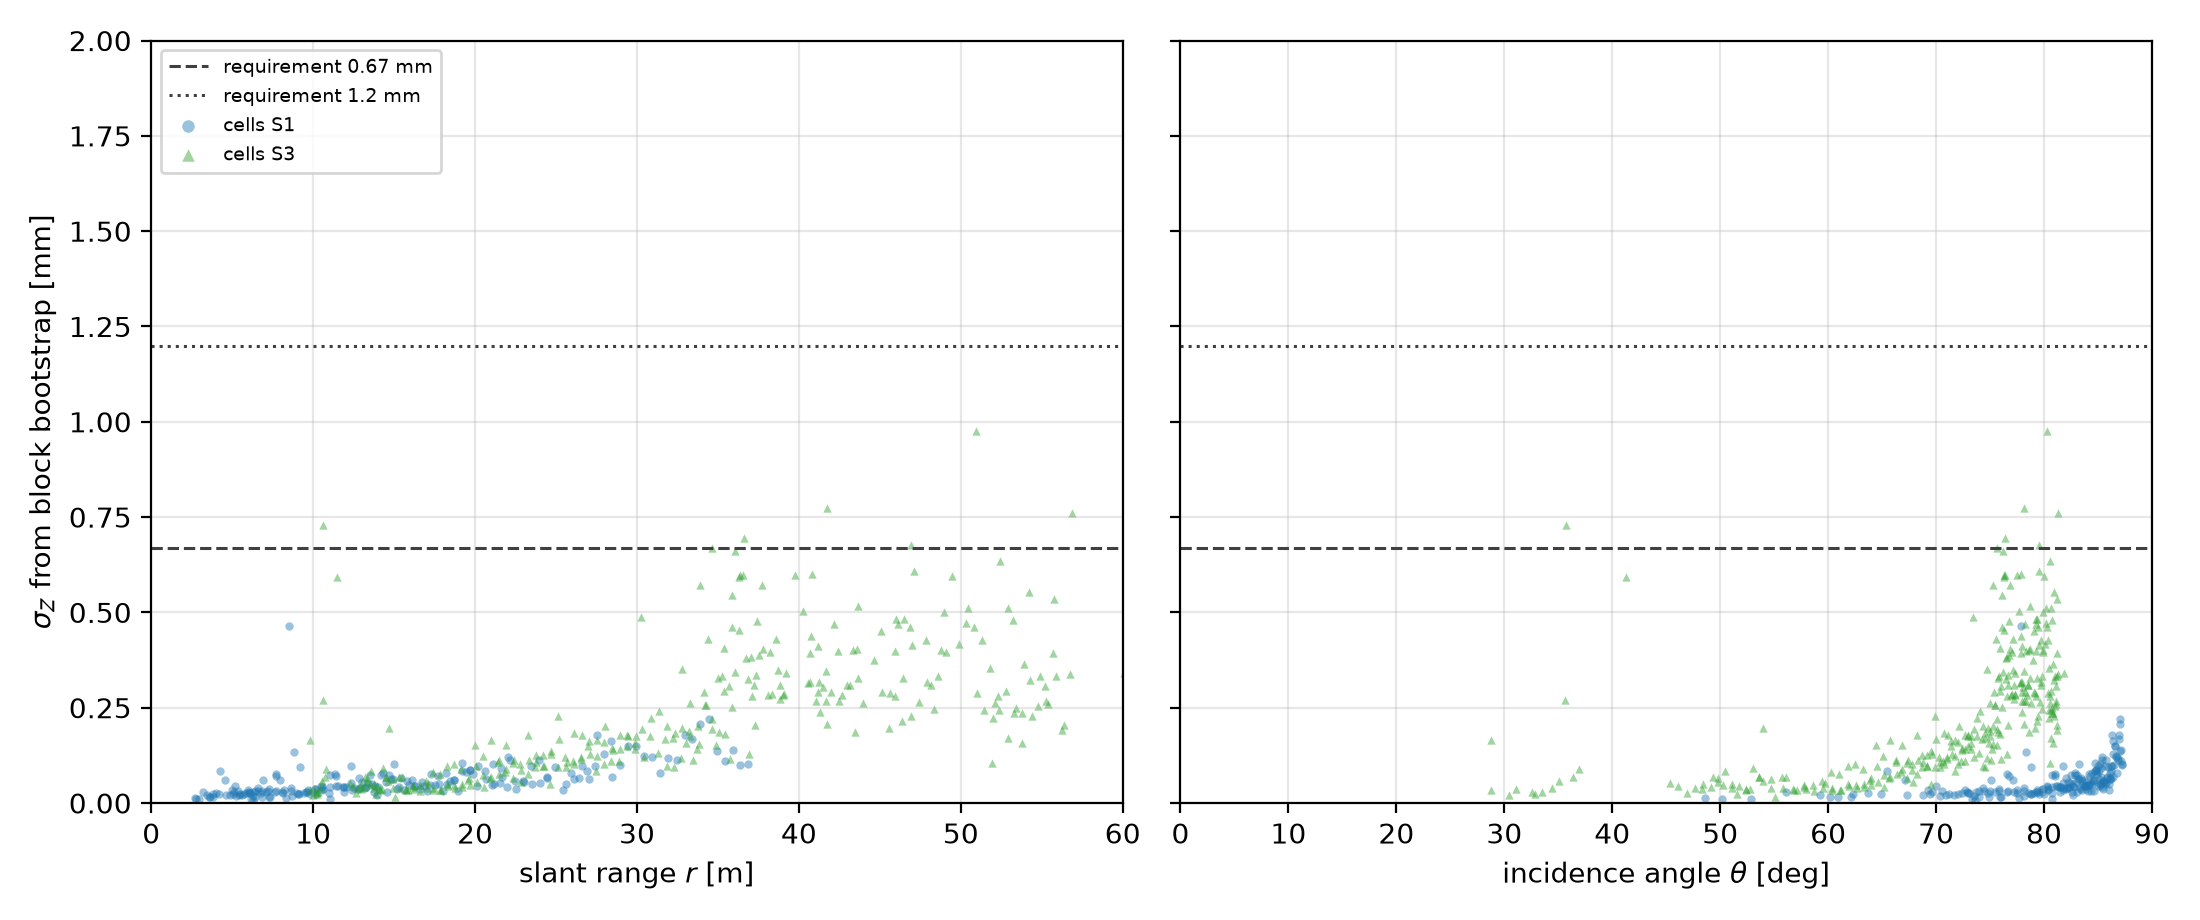 2.00
1.75
1.50
1.25
1.00
0.75
0.50
0.25
0.00
σZ from block bootstrap [mm]
requirement 0.67 mm
requirement 1.2 mm
cells S1
cells S3
0 10 20 30 40 50 60
slant range r [m]
0 10 20 30 40 50 60 70 80 90
incidence angle θ [deg]